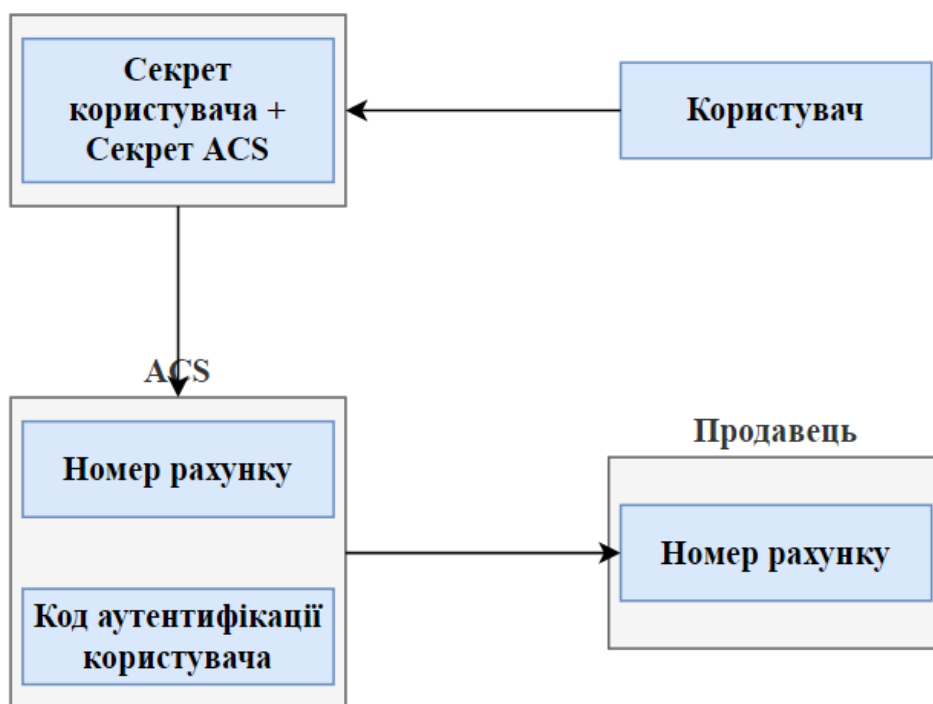 Секрет
користувача +
Секрет ACS
Користувач
ACS
Номер рахунку
Код аутентифікації
користувача
Продавець
Номер рахунку